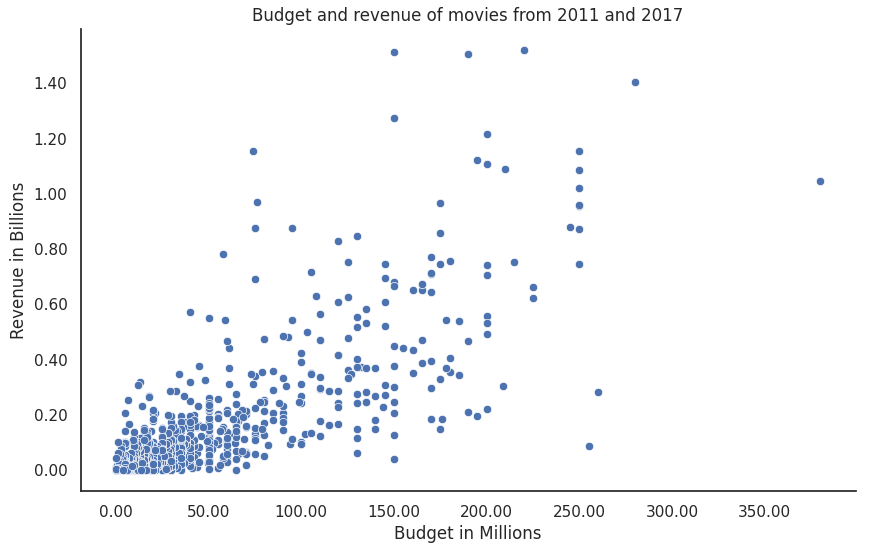 Budget and revenue of movies from 2011 and 2017
Revenue in Billions
1.40
1.20
1.00
0.80
0.60
0.40
0.20
0.00
0.00 50.00 100.00 150.00 200.00 250.00 300.00 350.00
Budget in Millions